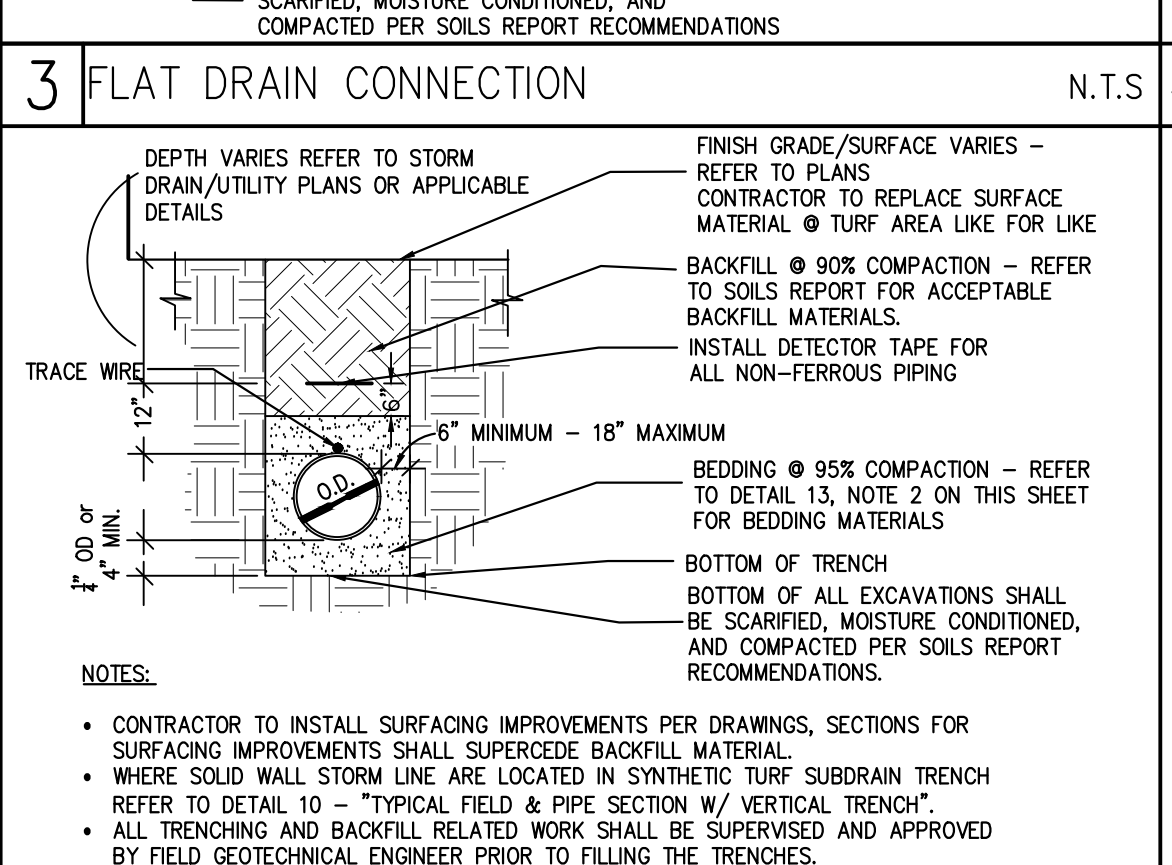 SCARIFIED, MOISTURE CONDITIONED, AND
COMPACTED PER SOILS REPORT RECOMMENDATIONS
3 FLAT DRAIN CONNECTION N.T.S
DEPTH VARIES REFER TO STORM
DRAIN/UTILITY PLANS OR APPLICABLE
DETAILS
FINISH GRADE/SURFACE VARIES –
REFER TO PLANS
CONTRACTOR TO REPLACE SURFACE
MATERIAL @ TURF AREA LIKE FOR LIKE
BACKFILL @ 90% COMPACTION – REFER
TO SOILS REPORT FOR ACCEPTABLE
BACKFILL MATERIALS.
INSTALL DETECTOR TAPE FOR
ALL NON-FERROUS PIPING
TRACE WIRE
12"
6"
6" MINIMUM – 18" MAXIMUM
O.D.
BEDDING @ 95% COMPACTION – REFER
TO DETAIL 13, NOTE 2 ON THIS SHEET
FOR BEDDING MATERIALS
1/4" OD or
4" MIN.
BOTTOM OF TRENCH
BOTTOM OF ALL EXCAVATIONS SHALL
BE SCARIFIED, MOISTURE CONDITIONED,
AND COMPACTED PER SOILS REPORT
RECOMMENDATIONS.
NOTES:
• CONTRACTOR TO INSTALL SURFACING IMPROVEMENTS PER DRAWINGS, SECTIONS FOR
SURFACING IMPROVEMENTS SHALL SUPERCEDE BACKFILL MATERIAL.
• WHERE SOLID WALL STORM LINE ARE LOCATED IN SYNTHETIC TURF SUBDRAIN TRENCH
REFER TO DETAIL 10 – "TYPICAL FIELD & PIPE SECTION W/ VERTICAL TRENCH".
• ALL TRENCHING AND BACKFILL RELATED WORK SHALL BE SUPERVISED AND APPROVED
BY FIELD GEOTECHNICAL ENGINEER PRIOR TO FILLING THE TRENCHES.